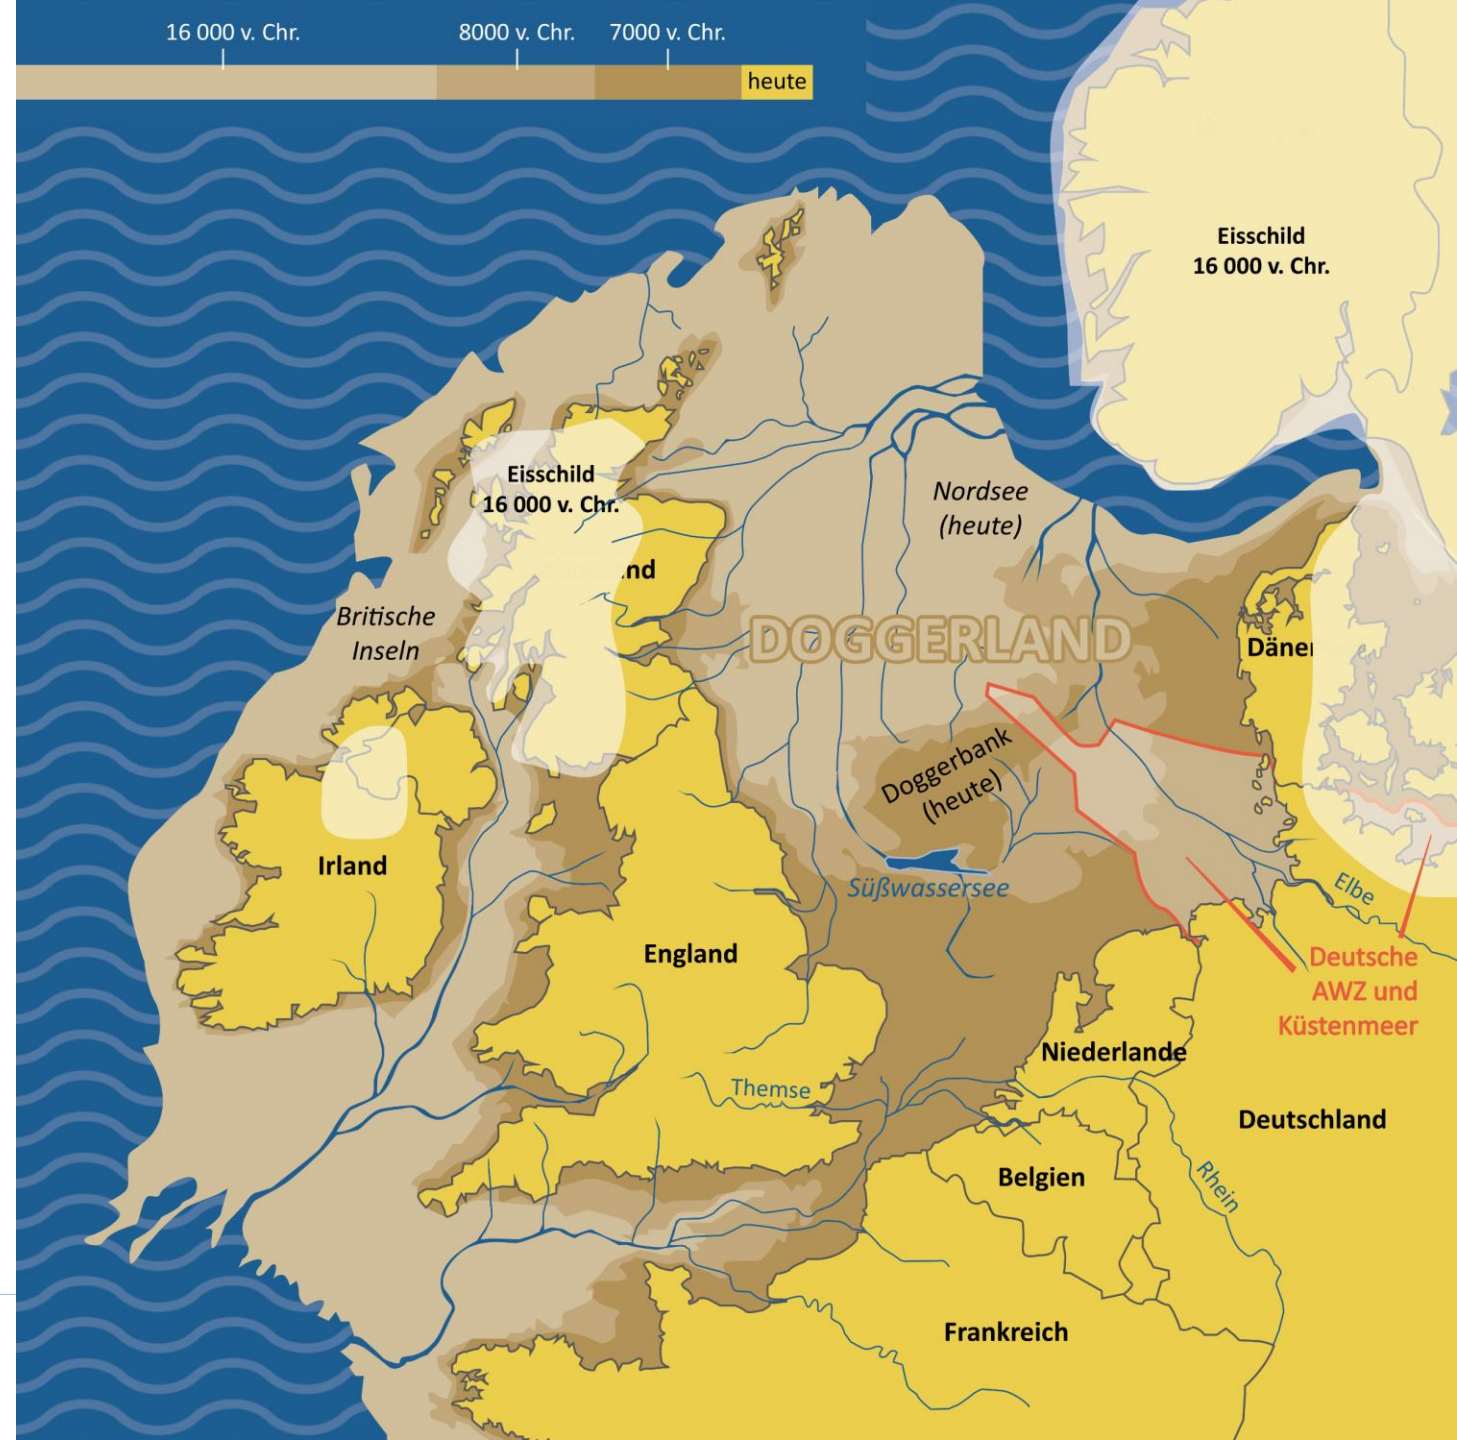 16 000 v. Chr.
8000 v. Chr.
7000 v. Chr.
heute
Eisschild
16 000 v. Chr.
Eisschild
16 000 v. Chr.
nd
Nordsee
(heute)
Britische
Inseln
DOGGERLAND
Däne
Doggerbank
(heute)
Süßwassersee
Irland
England
Elbe
Deutsche
AWZ und
Küstenmeer
Niederlande
Themse
Deutschland
Belgien
Rhein
Frankreich